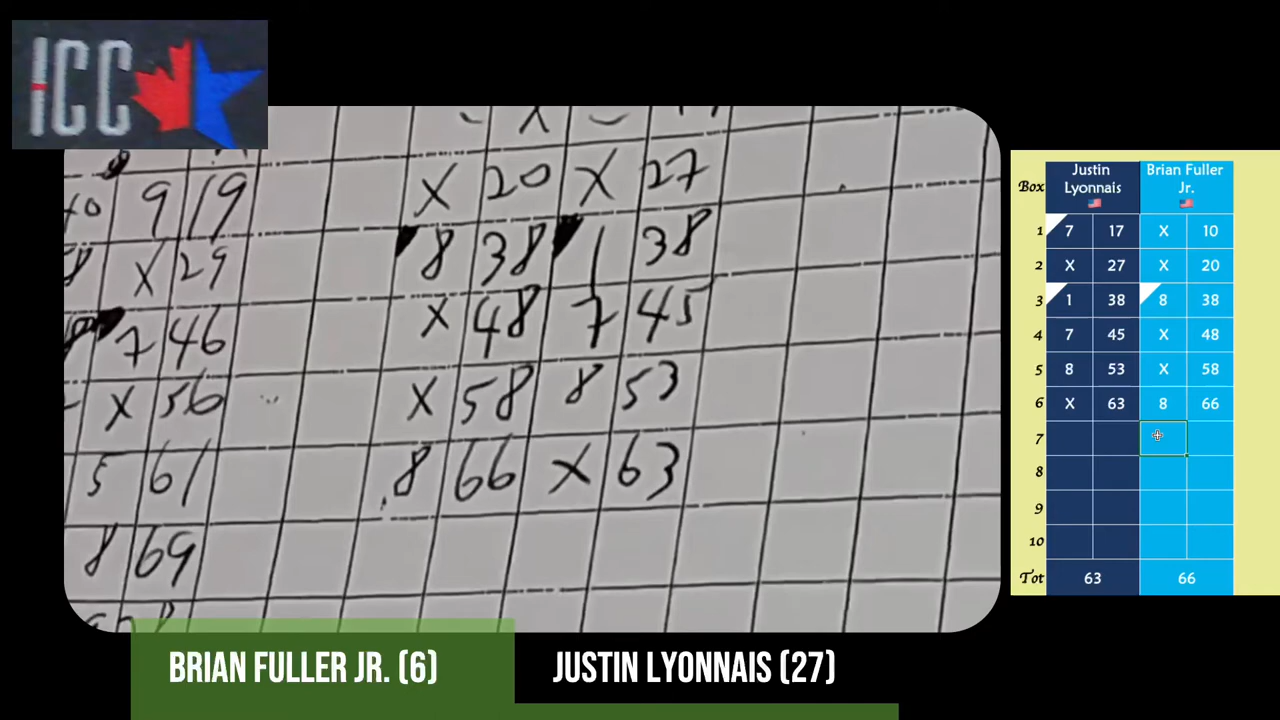 ICC
X 20 X 27
9 19
8 38 1 38
X 29
X 48 7 45
7 46
X 58 8 53
X 56
8 66 X 63
5 61
8 69
Box Justin Lyonnais Brian Fuller Jr.
1 7 17 X 10
2 X 27 X 20
3 1 38 8 38
4 7 45 X 48
5 8 53 X 58
6 X 63 8 66
7
8
9
10
Tot 63 66
BRIAN FULLER JR. (6) JUSTIN LYONNAIS (27)